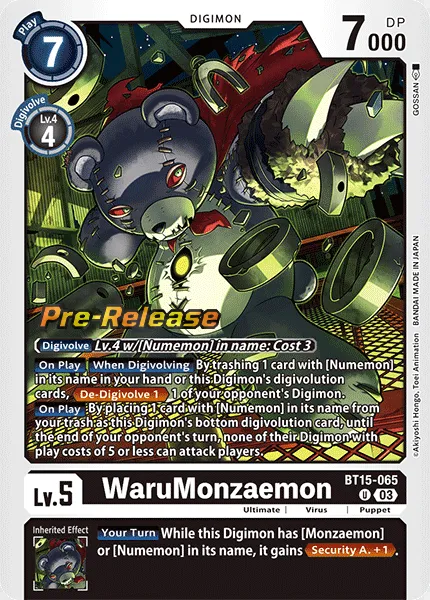 DIGIMON
Play
7
7000
DP
Digivolve
Lv.4
4
GOSSAN
©Akiyoshi Hongo, Toei Animation BANDAI MADE IN JAPAN
Pre-Release
Digivolve Lv.4 w/[Numemon] in name: Cost 3
On Play When Digivolving By trashing 1 card with [Numemon]
in its name in your hand or this Digimon's digivolution
cards, De-Digivolve 1 1 of your opponent's Digimon.
On Play By placing 1 card with [Numemon] in its name from
your trash as this Digimon's bottom digivolution card, until
the end of your opponent's turn, none of their Digimon with
play costs of 5 or less can attack players.
BT15-065
Lv.5 WaruMonzaemon U 03
Ultimate Virus Puppet
Inherited Effect
Your Turn While this Digimon has [Monzaemon]
or [Numemon] in its name, it gains Security A. +1.